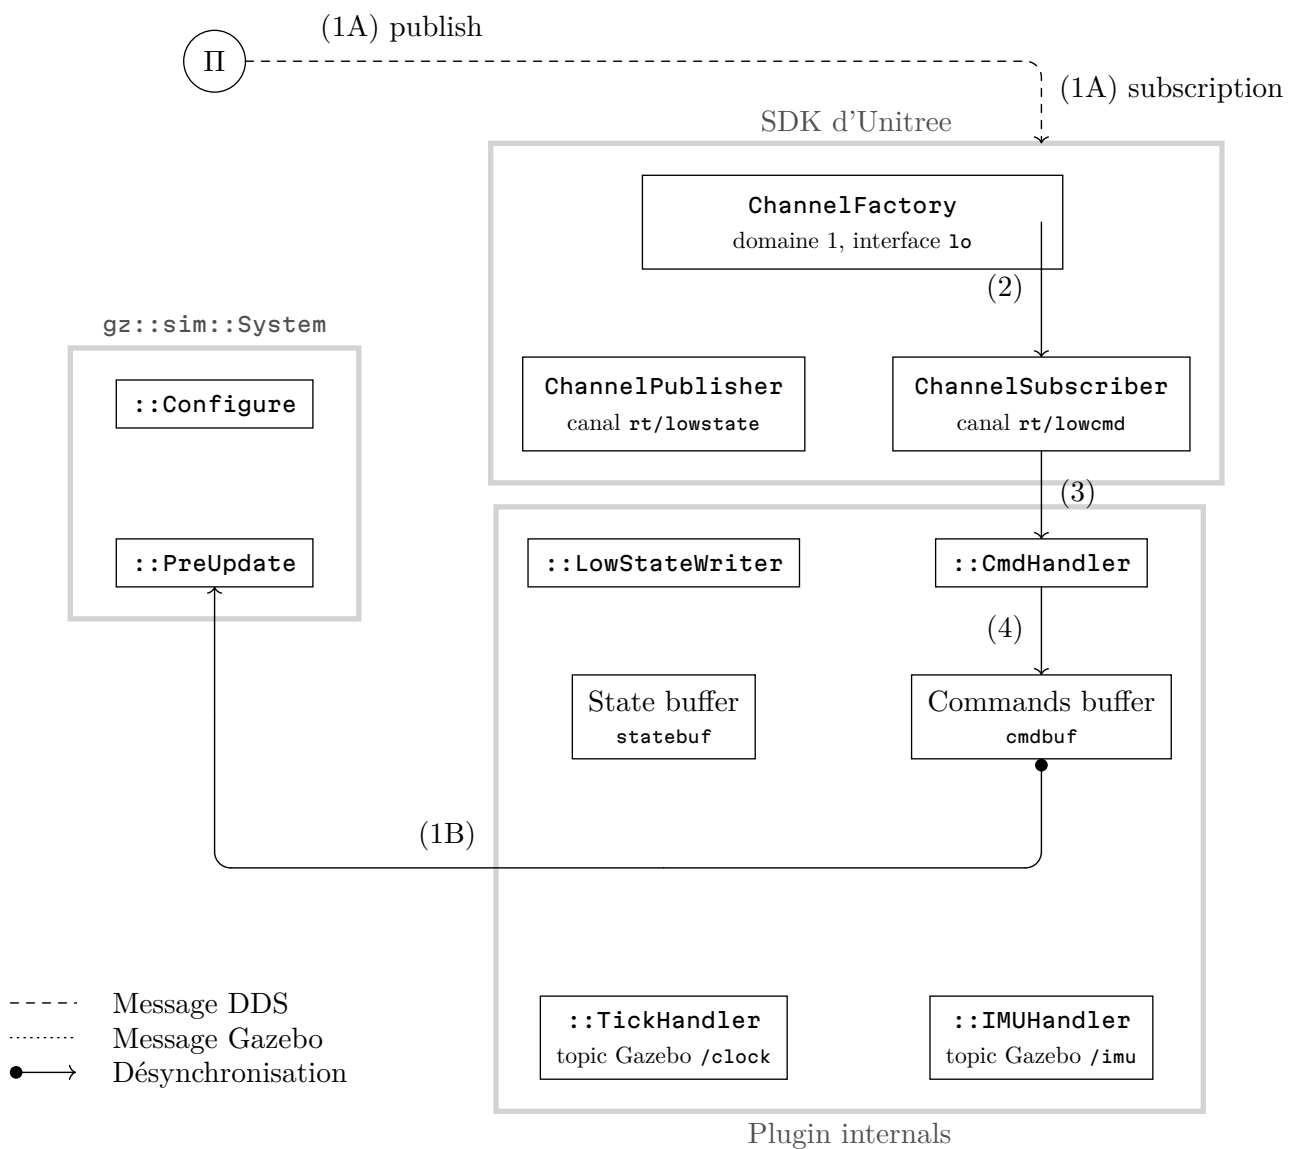 (1A) publish
Π
(1A) subscription
SDK d'Unitree
ChannelFactory
domaine 1, interface lo
(2)
gz::sim::System
::Configure
ChannelPublisher
canal rt/lowstate
ChannelSubscriber
canal rt/lowcmd
(3)
::PreUpdate
::LowStateWriter
::CmdHandler
(4)
State buffer
statebuf
Commands buffer
cmdbuf
(1B)
Message DDS
Message Gazebo
Désynchronisation
::TickHandler
topic Gazebo /clock
::IMUHandler
topic Gazebo /imu
Plugin internals